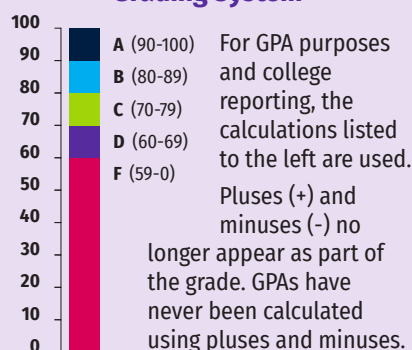 Grading System
100
90
80
70
60
50
40
30
20
10
0
A (90-100)
B (80-89)
C (70-79)
D (60-69)
F (59-0)
For GPA purposes
and college
reporting, the
calculations listed
to the left are used.
Pluses (+) and
minuses (-) no
longer appear as part of
the grade. GPAs have
never been calculated
using pluses and minuses.